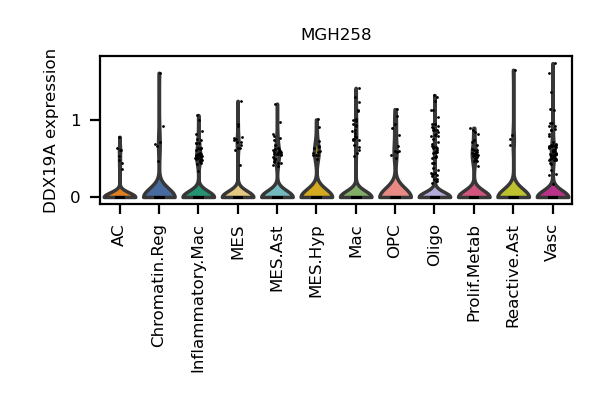 MGH258
DDX19A expression
1
0
AC
Chromatin.Reg
Inflammatory.Mac
MES
MES.Ast
MES.Hyp
Mac
OPC
Oligo
Prolif.Metab
Reactive.Ast
Vasc